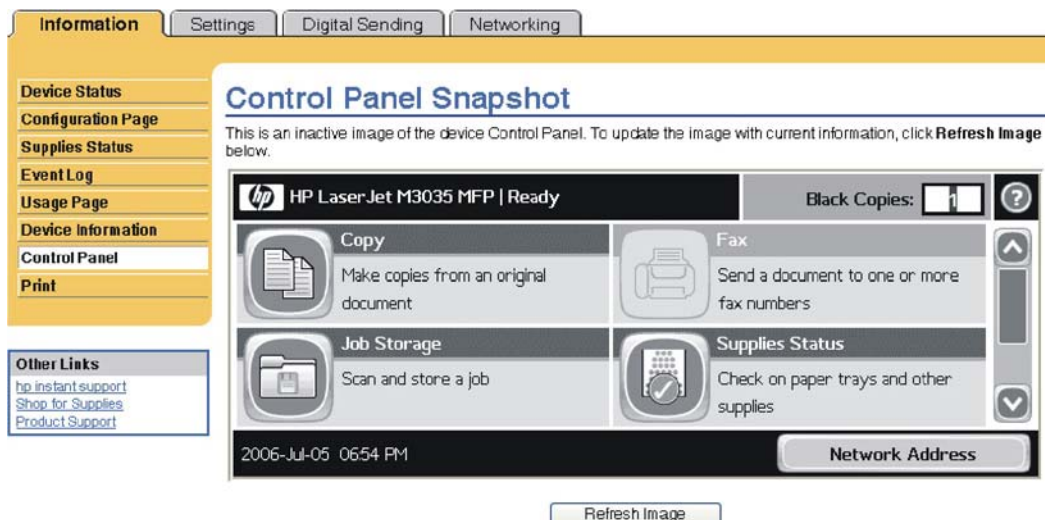 Information
Settings
Digital Sending
Networking
Device Status
Configuration Page
Supplies Status
Event Log
Usage Page
Device Information
Control Panel
Print
Other Links
hp instant support
Shop for Supplies
Product Support
Control Panel Snapshot
This is an inactive image of the device Control Panel. To update the image with current information, click Refresh Image
below.
hp HP LaserJet M3035 MFP | Ready
Black Copies: 1
?
Copy
Make copies from an original
document
Fax
Send a document to one or more
fax numbers
Job Storage
Scan and store a job
Supplies Status
Check on paper trays and other
supplies
2006-Jul-05 06:54 PM
Network Address
Refresh Image